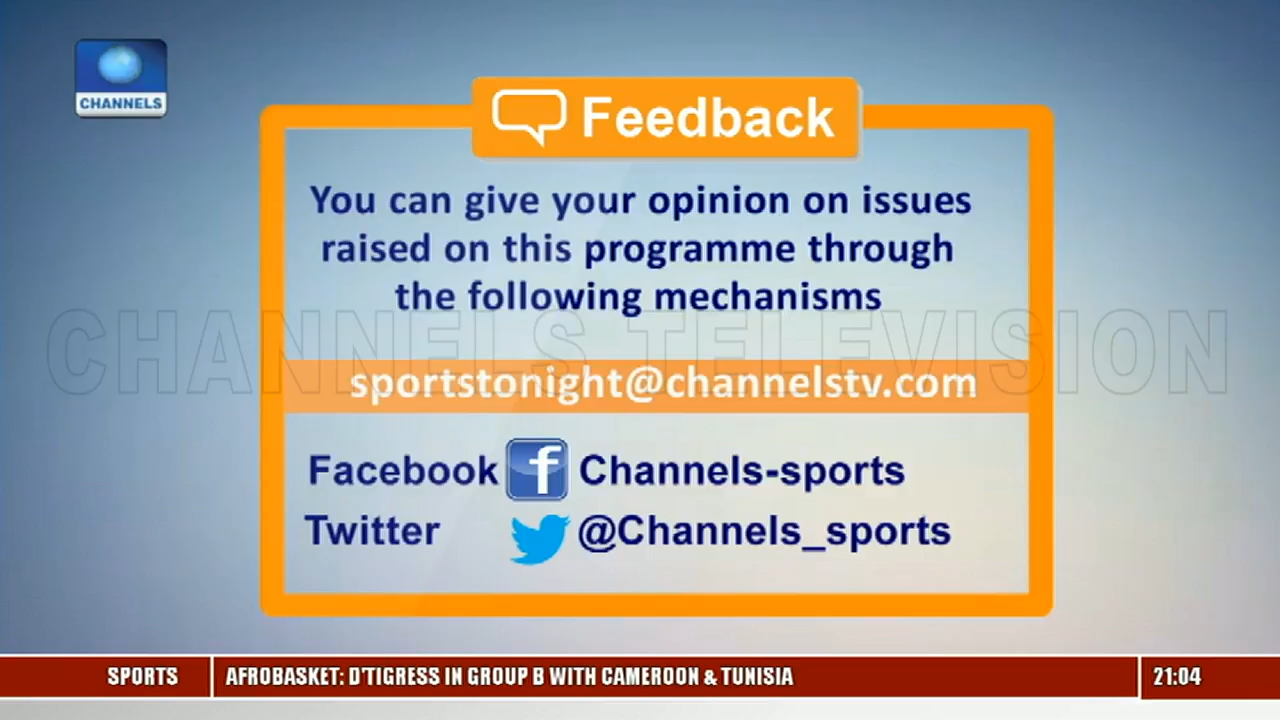 CHANNELS
Feedback
You can give your opinion on issues
raised on this programme through
the following mechanisms
CHANNELS TELEVISION
sportstonight@channelstv.com
Facebook f Channels-sports
Twitter @Channels_sports
SPORTS AFROBASKET: D'TIGRESS IN GROUP B WITH CAMEROON & TUNISIA 21:04